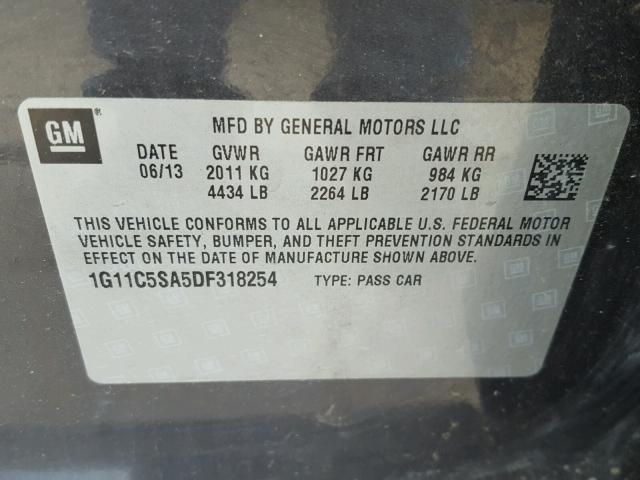 GM
MFD BY GENERAL MOTORS LLC
DATE GVWR GAWR FRT GAWR RR
06/13 2011 KG 1027 KG 984 KG
4434 LB 2264 LB 2170 LB
THIS VEHICLE CONFORMS TO ALL APPLICABLE U.S. FEDERAL MOTOR
VEHICLE SAFETY, BUMPER, AND THEFT PREVENTION STANDARDS IN
EFFECT ON THE DATE OF MANUFACTURE SHOWN ABOVE.
1G11C5SA5DF318254 TYPE: PASS CAR